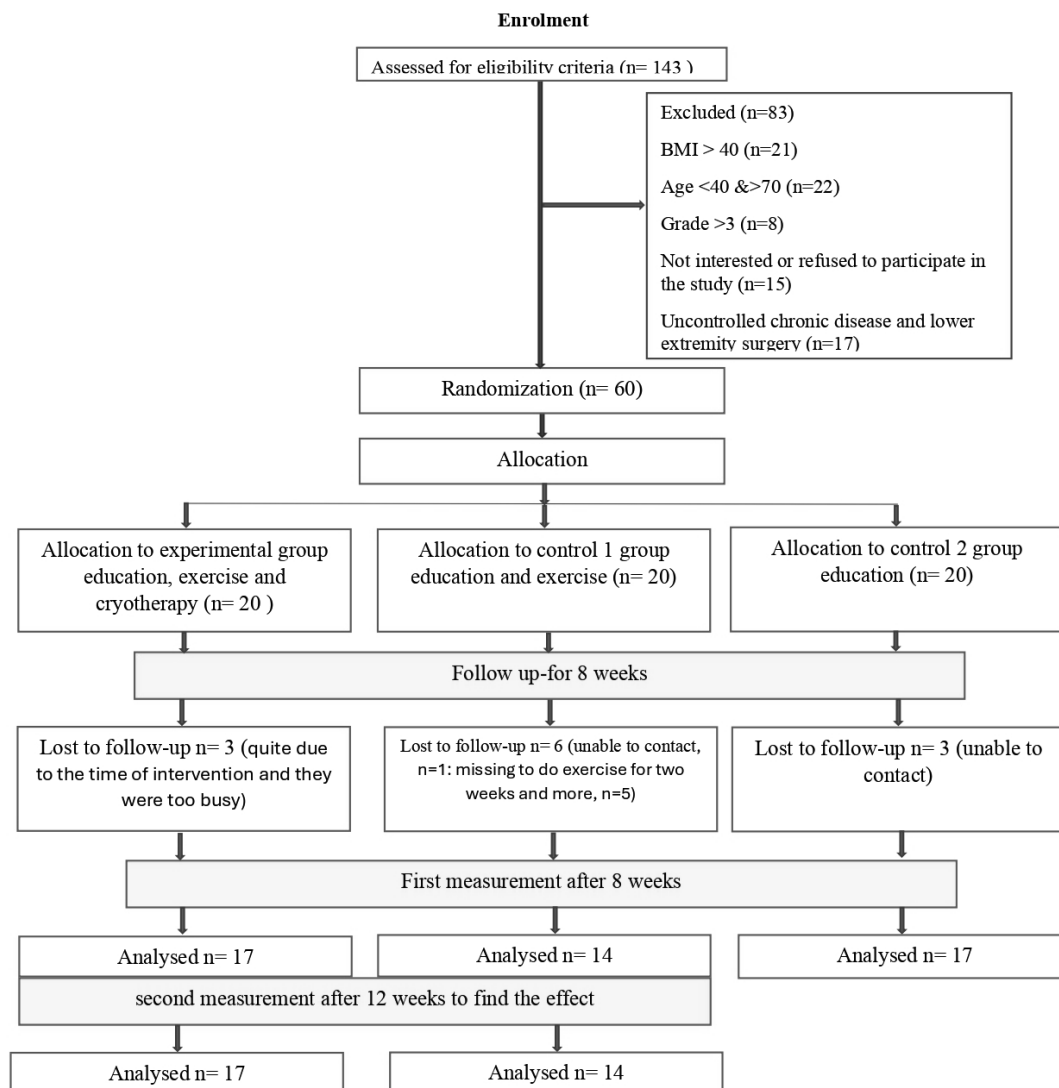 Enrolment
Assessed for eligibility criteria (n= 143 )
Excluded (n=83)
BMI > 40 (n=21)
Age <40 &>70 (n=22)
Grade >3 (n=8)
Not interested or refused to participate in
the study (n=15)
Uncontrolled chronic disease and lower
extremity surgery (n=17)
Randomization (n= 60)
Allocation
Allocation to experimental group
education, exercise and
cryotherapy (n= 20 )
Allocation to control 1 group
education and exercise (n= 20)
Allocation to control 2 group
education (n= 20)
Follow up-for 8 weeks
Lost to follow-up n= 3 (quite due
to the time of intervention and they
were too busy)
Lost to follow-up n= 6 (unable to contact,
n=1: missing to do exercise for two
weeks and more, n=5)
Lost to follow-up n= 3 (unable to
contact)
First measurement after 8 weeks
Analysed n= 17
Analysed n= 14
Analysed n= 17
second measurement after 12 weeks to find the effect
Analysed n= 17
Analysed n= 14